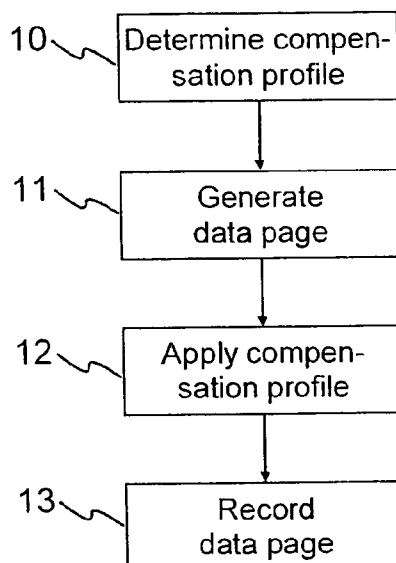 10
Determine compen-
sation profile
11
Generate
data page
12
Apply compen-
sation profile
13
Record
data page